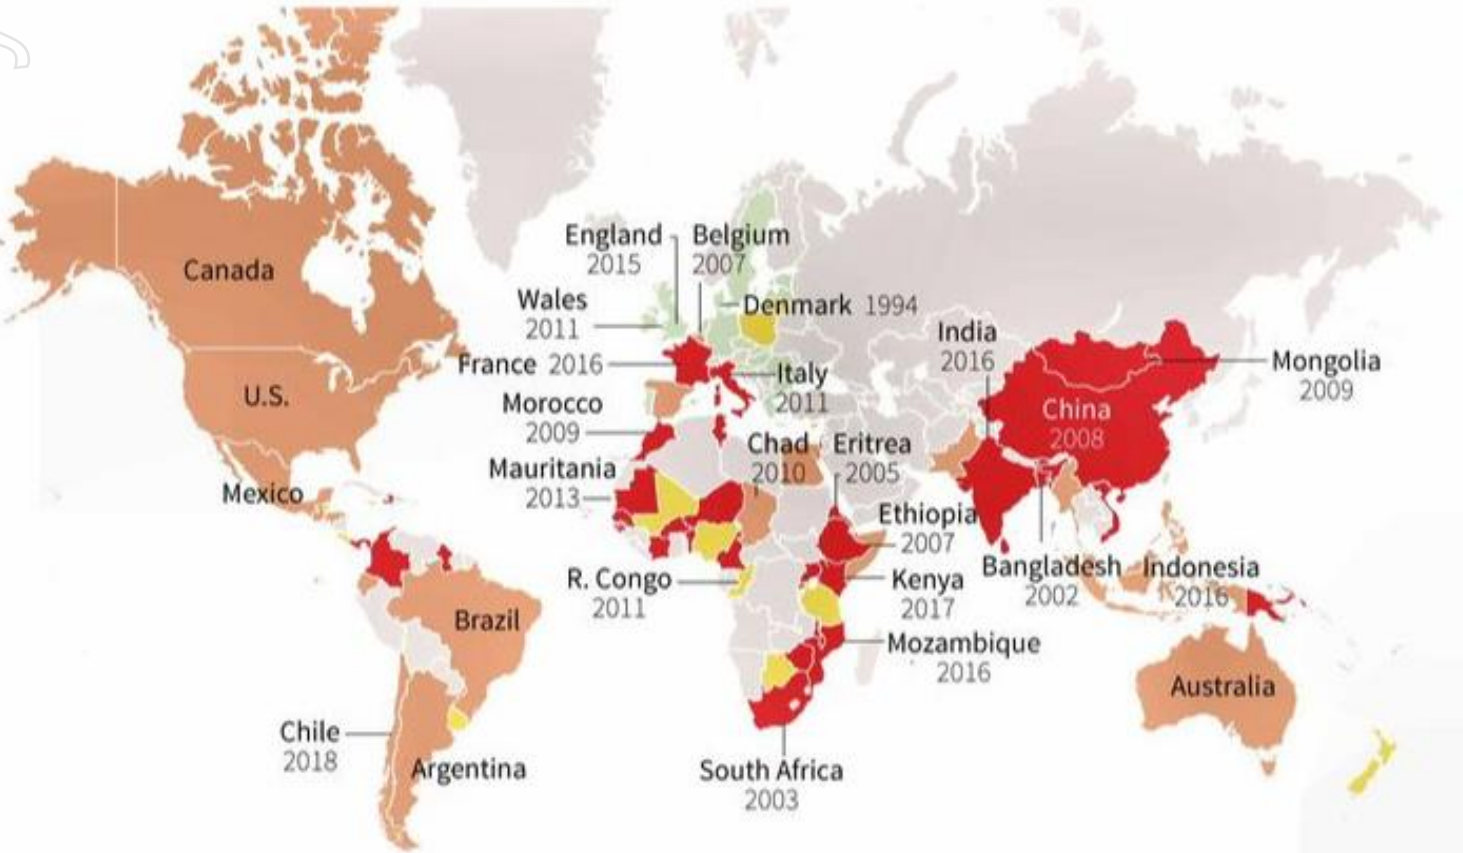 England
2015
Belgium
2007
Canada
Wales
2011
Denmark 1994
India
2016
France 2016
Mongolia
2009
Italy
2011
U.S.
Morocco
2009
China
2008
Chad
2010
Eritrea
2005
Mauritania
2013
Mexico
Ethiopia
2007
R. Congo
2011
Kenya
2017
Bangladesh
2002
Indonesia
2016
Brazil
Mozambique
2016
Australia
Chile
2018
Argentina
South Africa
2003